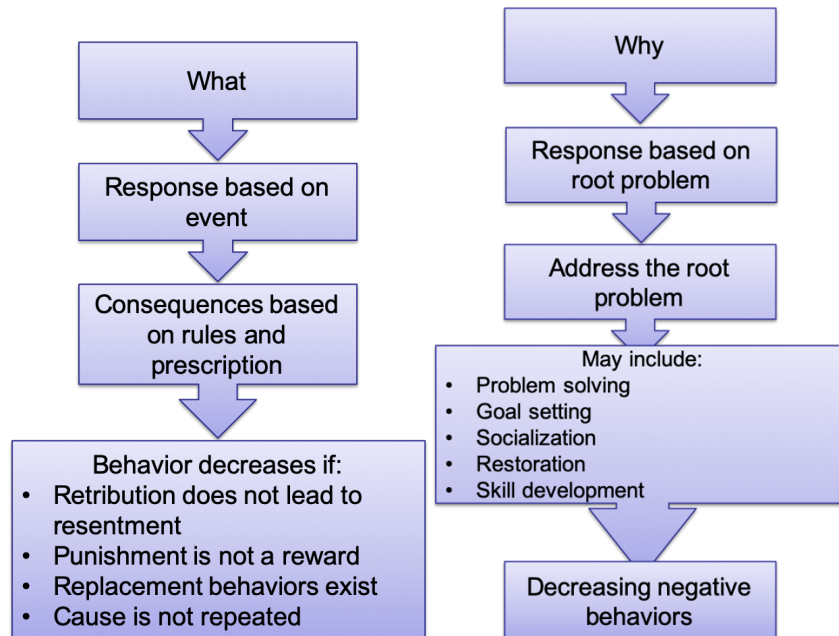 What
Response based on
event
Consequences based
on rules and
prescription
Behavior decreases if:
• Retribution does not lead to
resentment
• Punishment is not a reward
• Replacement behaviors exist
• Cause is not repeated
Why
Response based on
root problem
Address the root
problem
May include:
• Problem solving
• Goal setting
• Socialization
• Restoration
• Skill development
Decreasing negative
behaviors